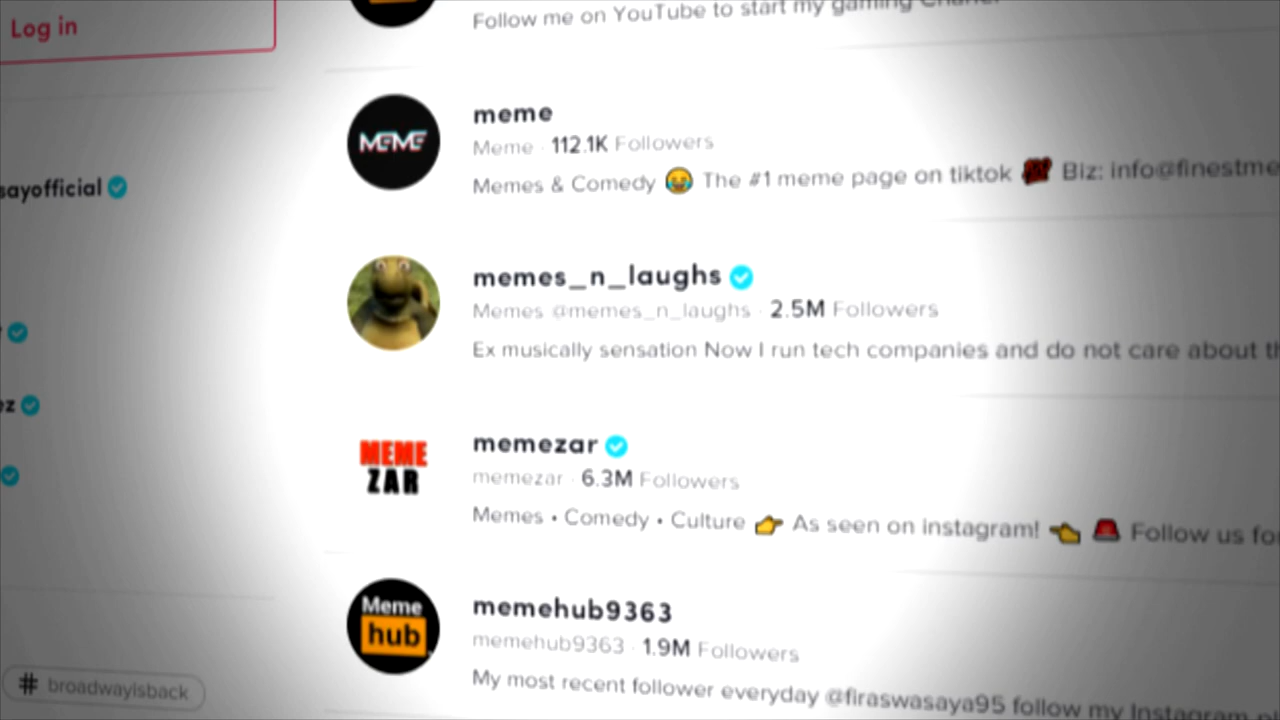 Log in
Follow me on YouTube to start my gaming
MEME
meme
Meme · 112.1K Followers
Memes & Comedy 😂 The #1 meme page on tiktok 💯 Biz: info@finestme
sayofficial
memes_n_laughs
Memes @memes_n_laughs · 2.5M Followers
Ex musically sensation Now I run tech companies and do not care about th
ez
MEME
ZAR
memezar
memezar · 6.3M Followers
Memes • Comedy • Culture 👉 As seen on instagram! 👈 🚨 Follow us fo
Meme
hub
memehub9363
memehub9363 · 1.9M Followers
My most recent follower everyday @firaswasaya95 follow my Instagram
# broadwayisback